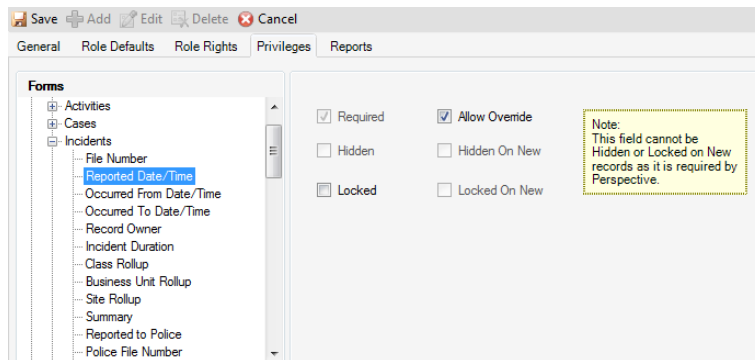 Save Add Edit Delete Cancel
General Role Defaults Role Rights Privileges Reports
Forms
Activities
Cases
Incidents
File Number
Reported Date/Time
Occurred From Date/Time
Occurred To Date/Time
Record Owner
Incident Duration
Class Rollup
Business Unit Rollup
Site Rollup
Summary
Reported to Police
Police File Number
Required Allow Override
Hidden Hidden On New
Locked Locked On New
Note:
This field cannot be
Hidden or Locked on New
records as it is required by
Perspective.